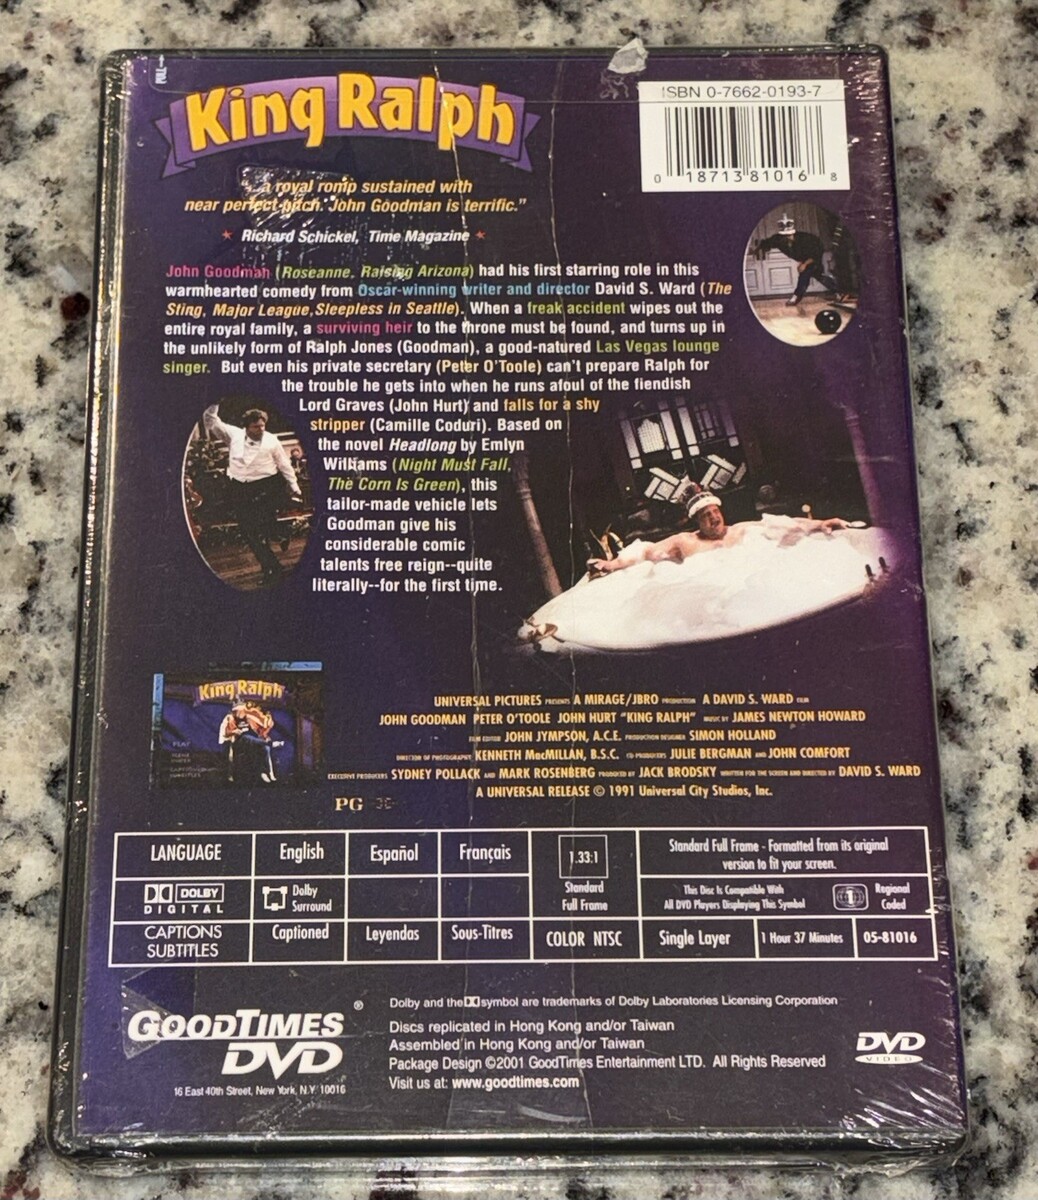 PULL
King Ralph
ISBN 0-7662-0193-7
0 18713 81016 8
"...a royal romp sustained with
near perfect pitch. John Goodman is terrific."
★ Richard Schickel, Time Magazine ★
John Goodman (Roseanne, Raising Arizona) had his first starring role in this
warmhearted comedy from Oscar-winning writer and director David S. Ward (The
Sting, Major League,Sleepless in Seattle). When a freak accident wipes out the
entire royal family, a surviving heir to the throne must be found, and turns up in
the unlikely form of Ralph Jones (Goodman), a good-natured Las Vegas lounge
singer. But even his private secretary (Peter O'Toole) can't prepare Ralph for
the trouble he gets into when he runs afoul of the fiendish
Lord Graves (John Hurt) and falls for a shy
stripper (Camille Coduri). Based on
the novel Headlong by Emlyn
Williams (Night Must Fall,
The Corn Is Green), this
tailor-made vehicle lets
Goodman give his
considerable comic
talents free reign--quite
literally--for the first time.
King Ralph
PLAY
UNIVERSAL PICTURES PRESENTS A MIRAGE/JBRO PRODUCTION A DAVID S. WARD FILM
JOHN GOODMAN PETER O'TOOLE JOHN HURT "KING RALPH" MUSIC BY JAMES NEWTON HOWARD
FILM EDITOR JOHN JYMPSON, A.C.E. PRODUCTION DESIGNER SIMON HOLLAND
DIRECTOR OF PHOTOGRAPHY KENNETH MacMILLAN, B.S.C. CO-PRODUCERS JULIE BERGMAN AND JOHN COMFORT
EXECUTIVE PRODUCERS SYDNEY POLLACK AND MARK ROSENBERG PRODUCED BY JACK BRODSKY WRITTEN FOR THE SCREEN AND DIRECTED BY DAVID S. WARD
A UNIVERSAL RELEASE © 1991 Universal City Studios, Inc.
PG
LANGUAGE English Español Français 1.33:1 Standard Full Frame - Formatted from its original
version to fit your screen.
DOLBY DIGITAL Dolby Surround Standard Full Frame This Disc Is Compatible With
All DVD Players Displaying This Symbol 1 Regional Coded
CAPTIONS SUBTITLES Captioned Leyendas Sous-Titres COLOR NTSC Single Layer 1 Hour 37 Minutes 05-81016
GOODTIMES ®
DVD
16 East 40th Street, New York, N.Y. 10016
Dolby and the symbol are trademarks of Dolby Laboratories Licensing Corporation
Discs replicated in Hong Kong and/or Taiwan
Assembled in Hong Kong and/or Taiwan
Package Design ©2001 GoodTimes Entertainment LTD. All Rights Reserved
Visit us at: www.goodtimes.com
DVD
VIDEO